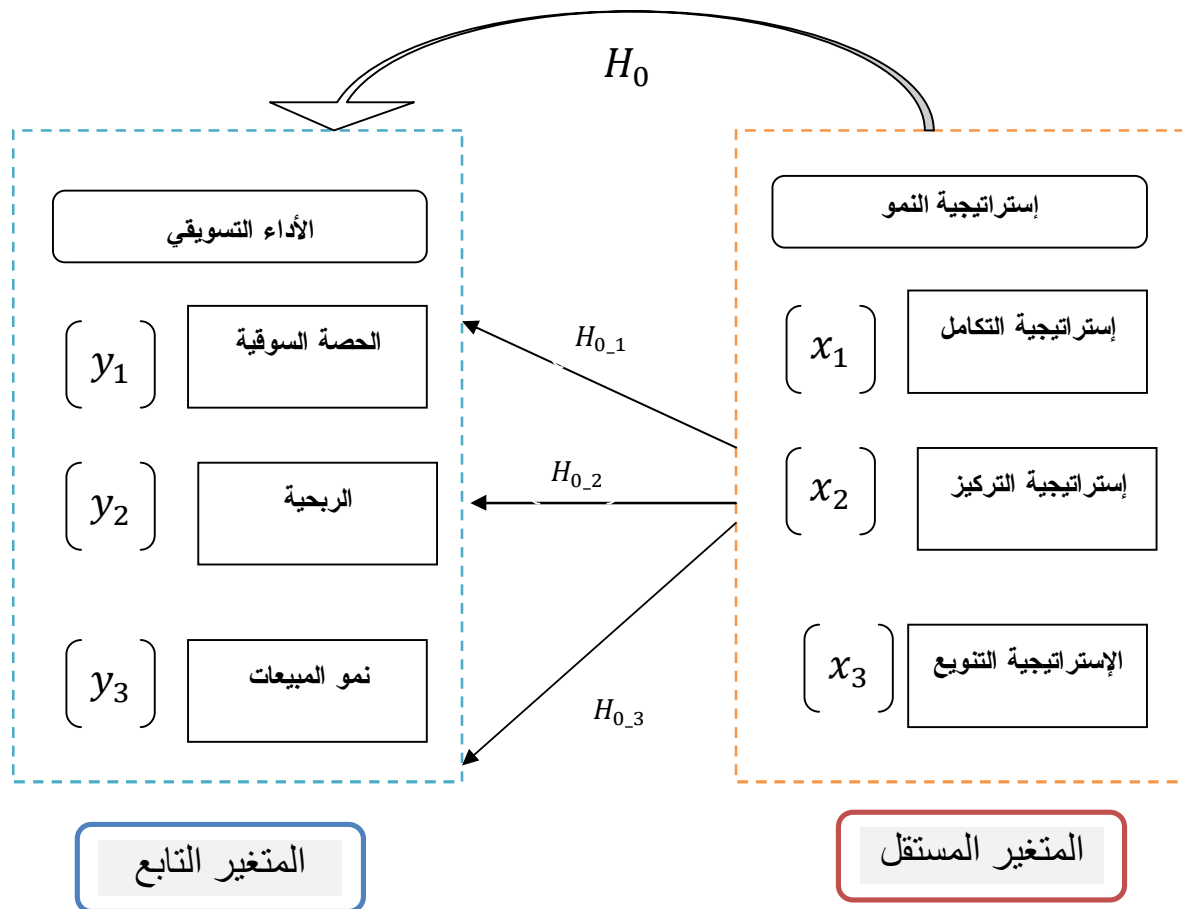 H₀
إستراتيجية النمو
إستراتيجية التكامل
x₁
إستراتيجية التركيز
x₂
الإستراتيجية التنويع
x₃
المتغير المستقل
H₀_₁
H₀_₂
H₀_₃
الأداء التسويقي
الحصة السوقية
y₁
الربحية
y₂
نمو المبيعات
y₃
المتغير التابع